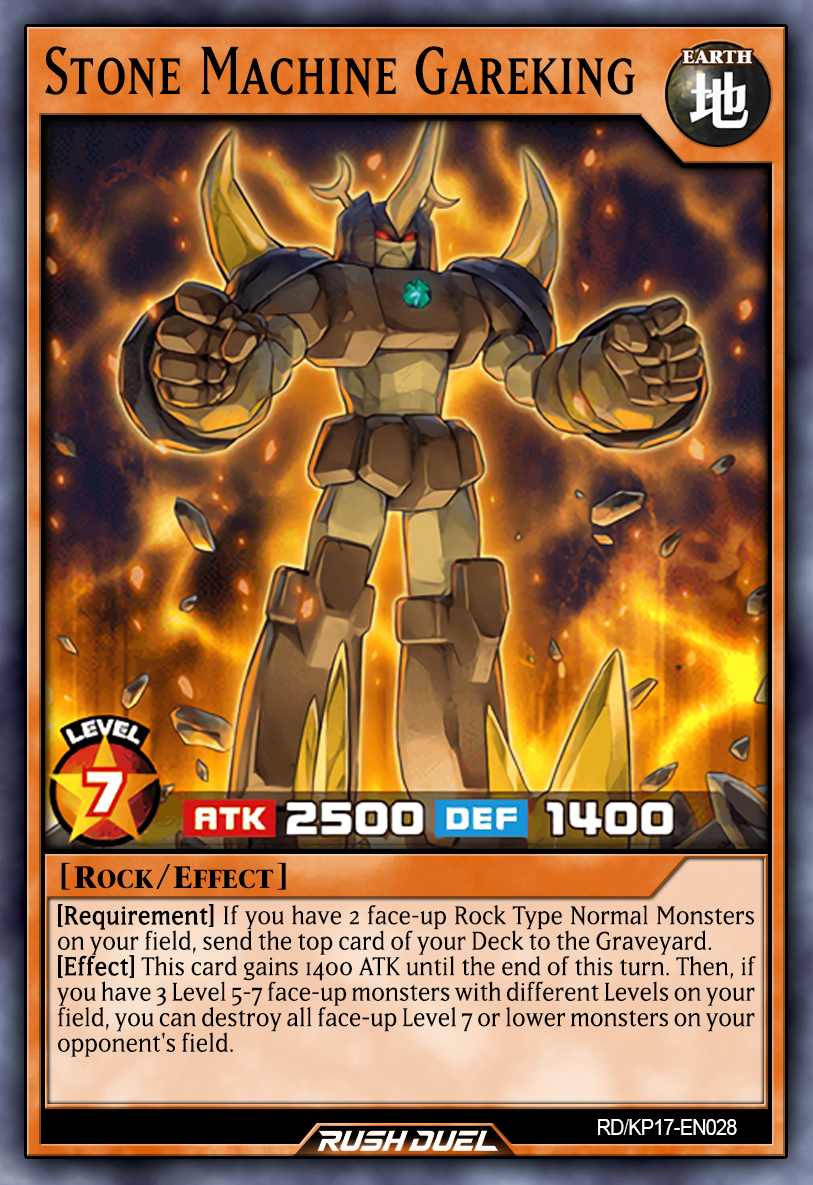 Stone Machine Gareking
EARTH
地
LEVEL
7
ATK 2500 DEF 1400
[Rock/Effect]
[Requirement] If you have 2 face-up Rock Type Normal Monsters
on your field, send the top card of your Deck to the Graveyard.
[Effect] This card gains 1400 ATK until the end of this turn. Then, if
you have 3 Level 5-7 face-up monsters with different Levels on your
field, you can destroy all face-up Level 7 or lower monsters on your
opponent's field.
RD/KP17-EN028
RUSH DUEL